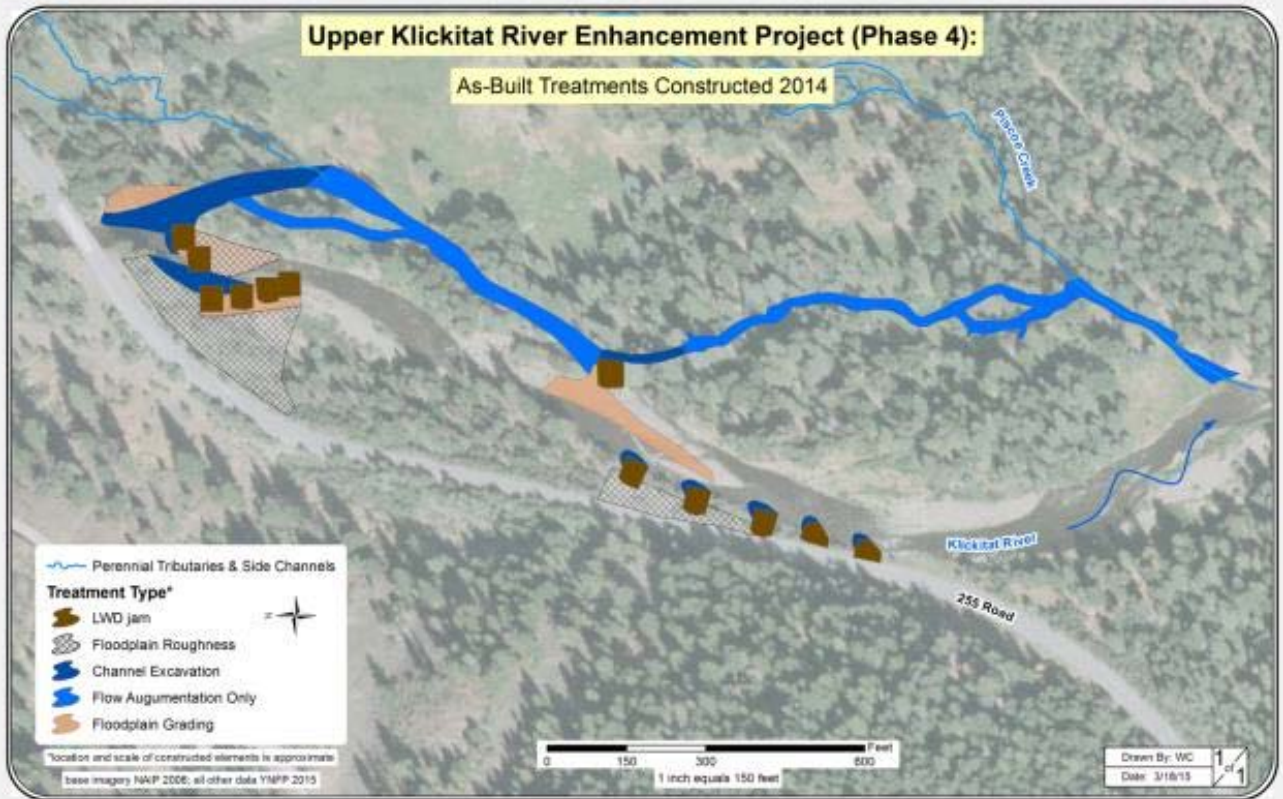 Upper Klickitat River Enhancement Project (Phase 4):
As-Built Treatments Constructed 2014
Piscoe Creek
Klickitat River
255 Road
Perennial Tributaries & Side Channels
Treatment Type*
LWD jam
Floodplain Roughness
Channel Excavation
Flow Augumentation Only
Floodplain Grading
z
*location and scale of constructed elements is approximate
base imagery NAIP 2006; all other data YNFP 2015
Feet
0 150 300 600
1 inch equals 150 feet
Drawn By: WC
Date: 3/18/15
1 of 1